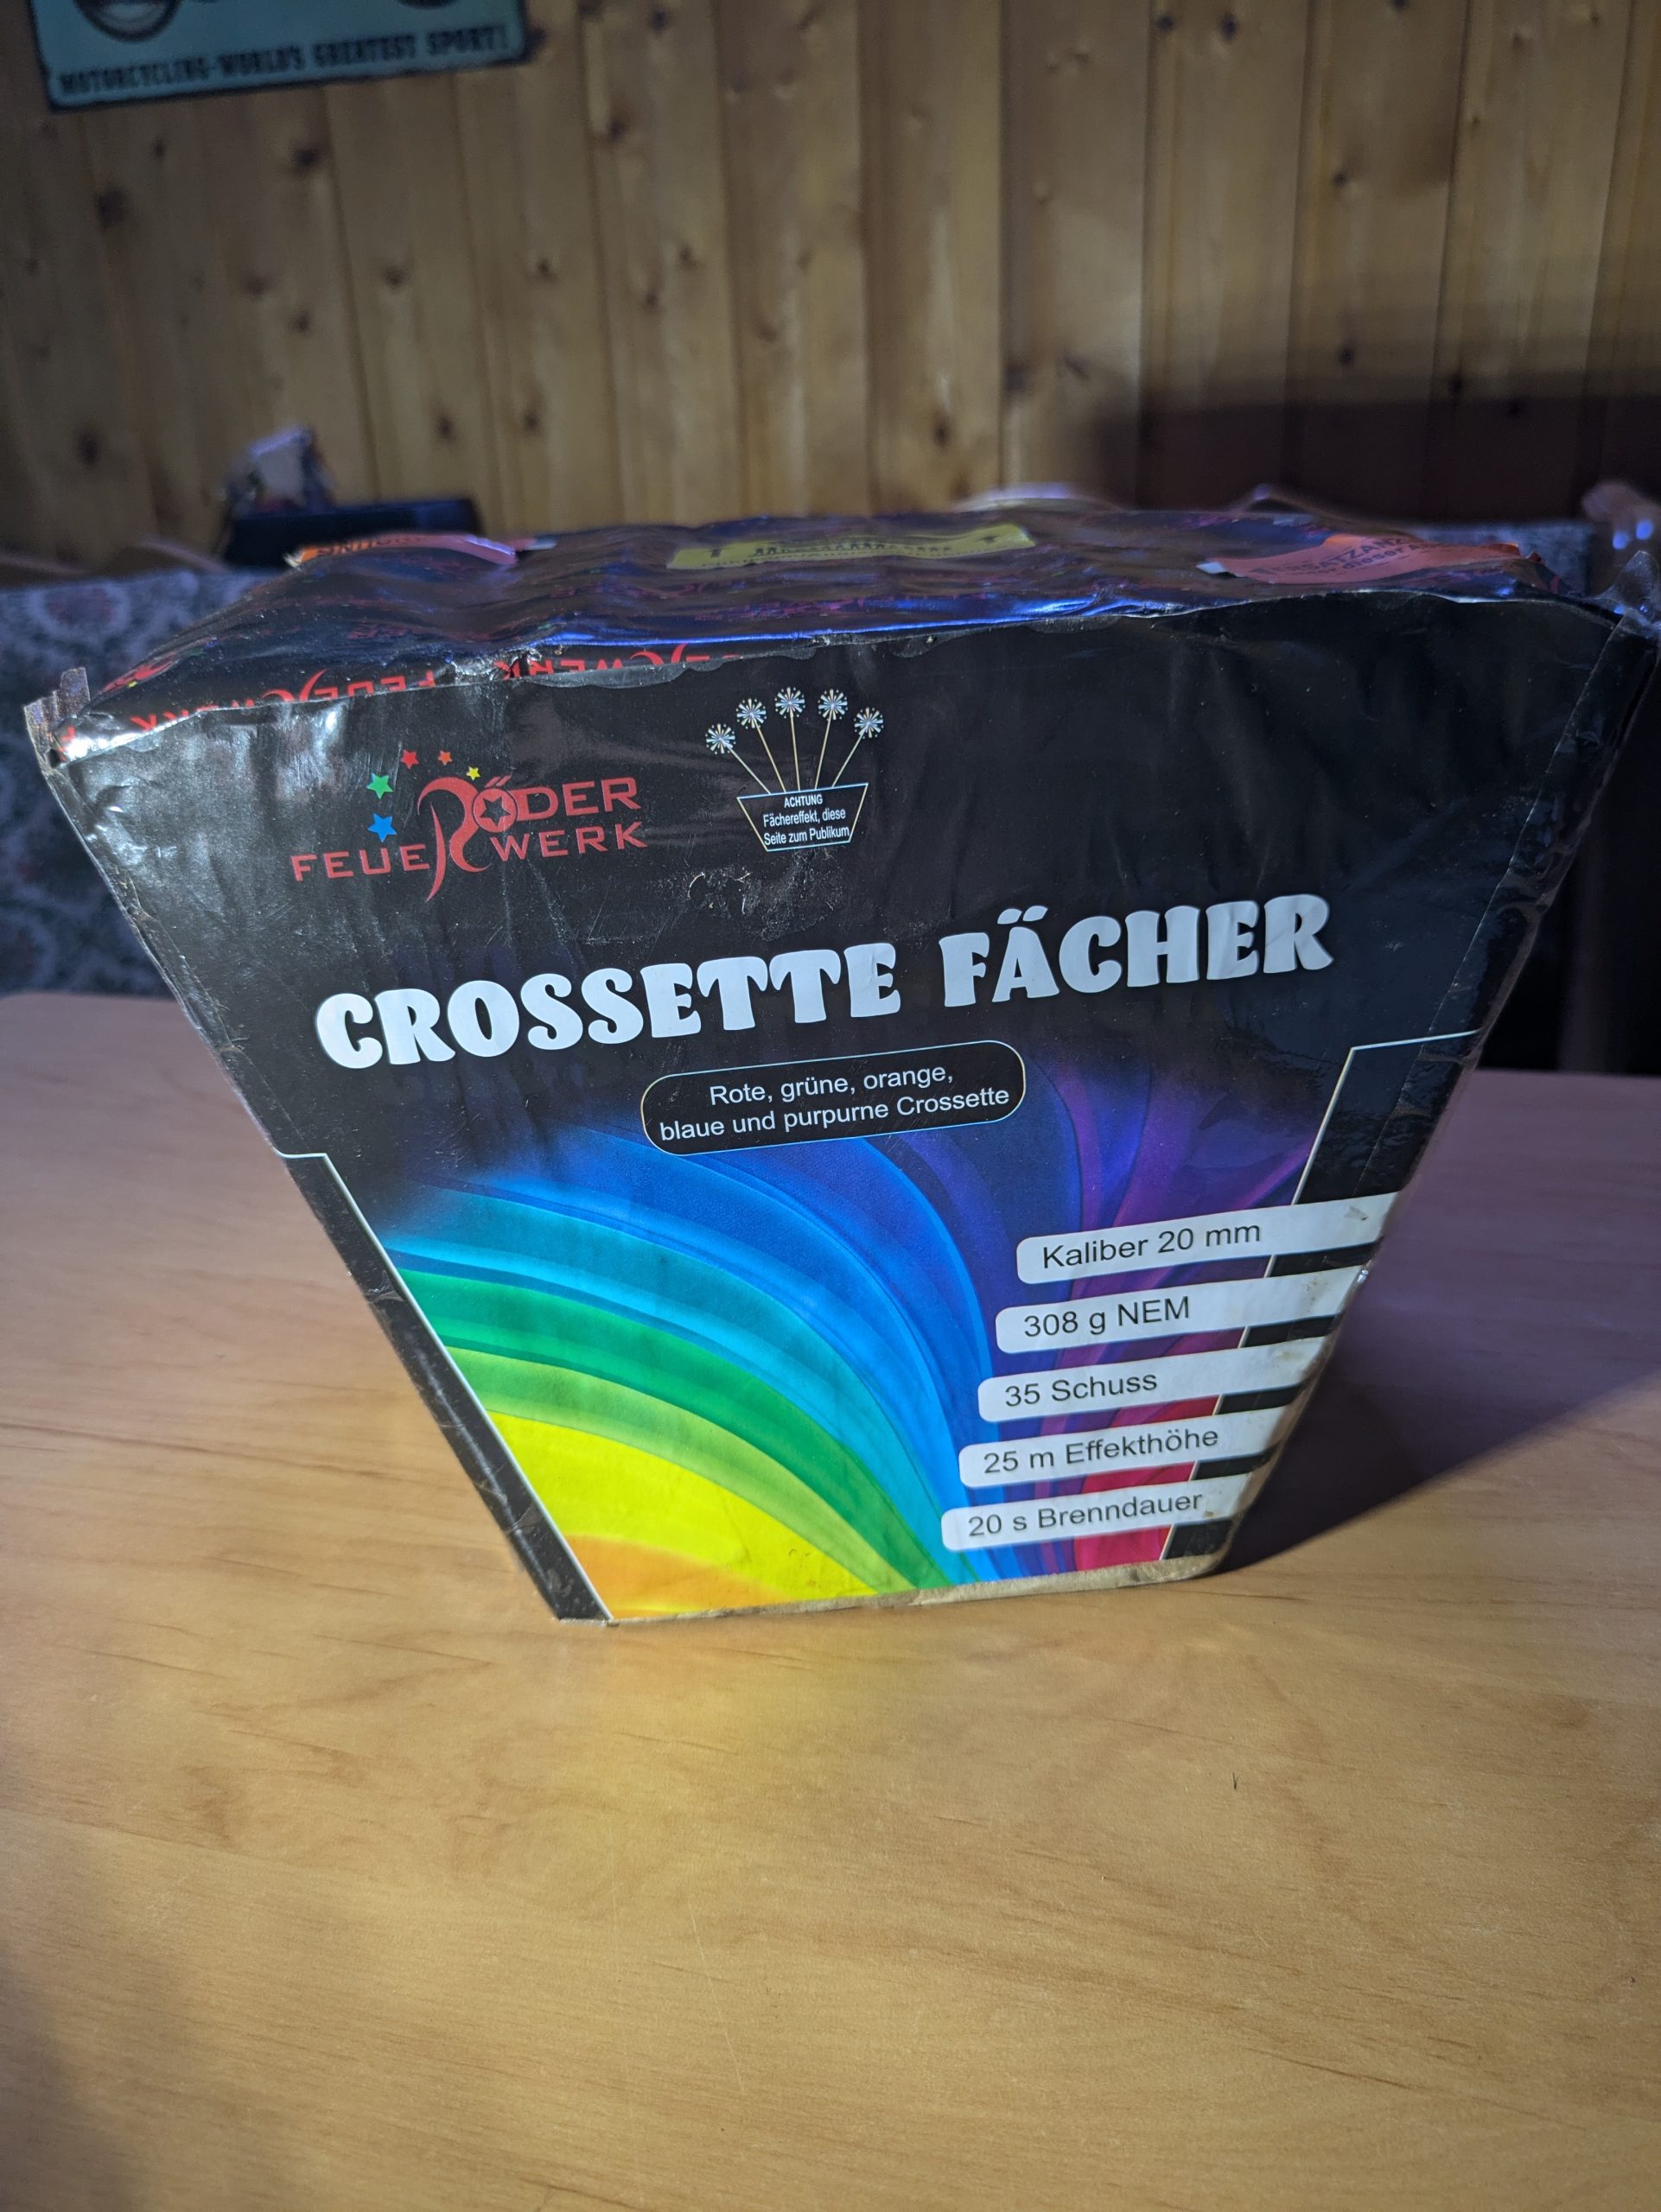 MOTORCYCLING-WORLD'S GREATEST SPORT!
RÖDER
FEUERWERK
ACHTUNG
Fächereffekt, diese
Seite zum Publikum
CROSSETTE FÄCHER
Rote, grüne, orange,
blaue und purpurne Crossette
Kaliber 20 mm
308 g NEM
35 Schuss
25 m Effekthöhe
20 s Brenndauer